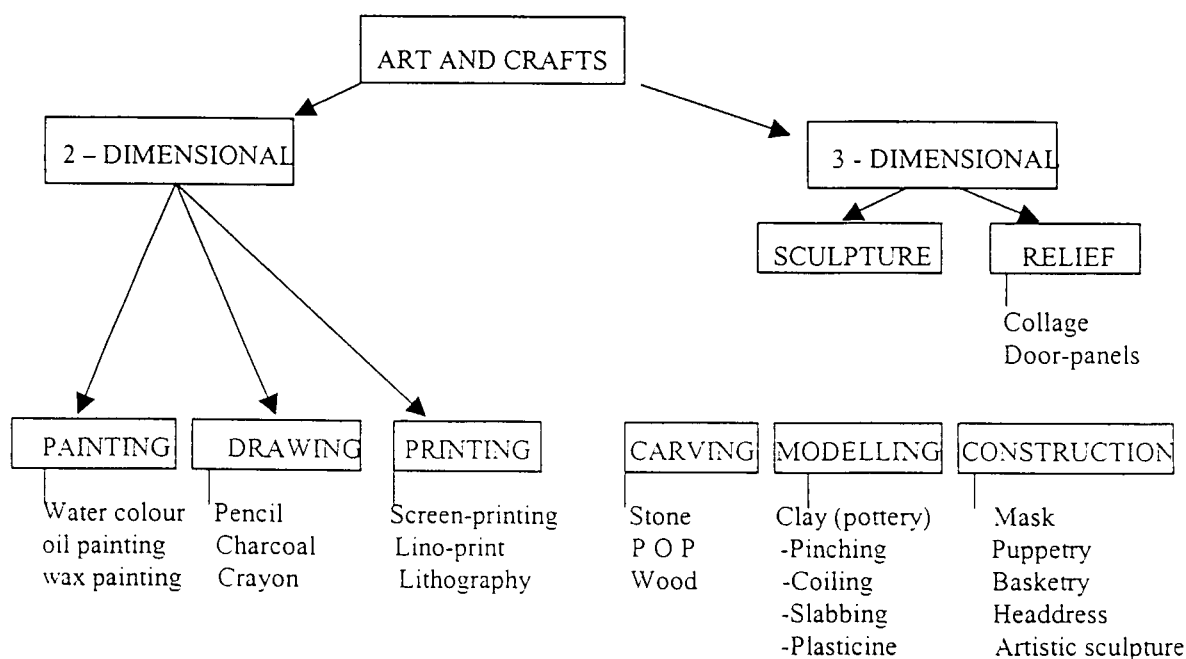 ART AND CRAFTS
2 – DIMENSIONAL
3 - DIMENSIONAL
SCULPTURE
RELIEF
Collage
Door-panels
PAINTING
Water colour
oil painting
wax painting
DRAWING
Pencil
Charcoal
Crayon
PRINTING
Screen-printing
Lino-print
Lithography
CARVING
Stone
P O P
Wood
MODELLING
Clay (pottery)
-Pinching
-Coiling
-Slabbing
-Plasticine
CONSTRUCTION
Mask
Puppetry
Basketry
Headdress
Artistic sculpture